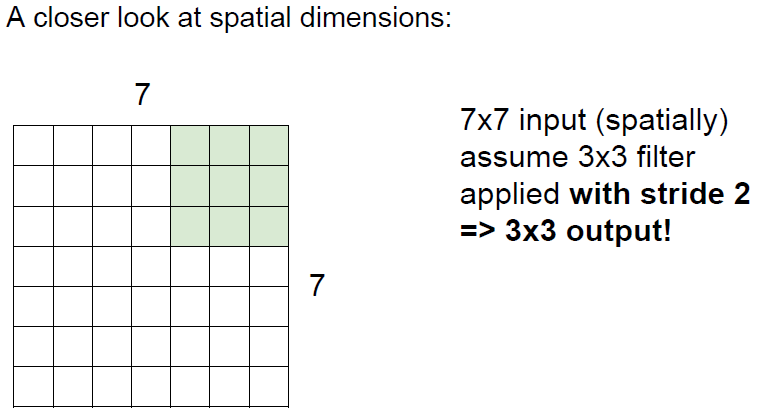 A closer look at spatial dimensions:
7
7x7 input (spatially)
assume 3x3 filter
applied with stride 2
=> 3x3 output!
7